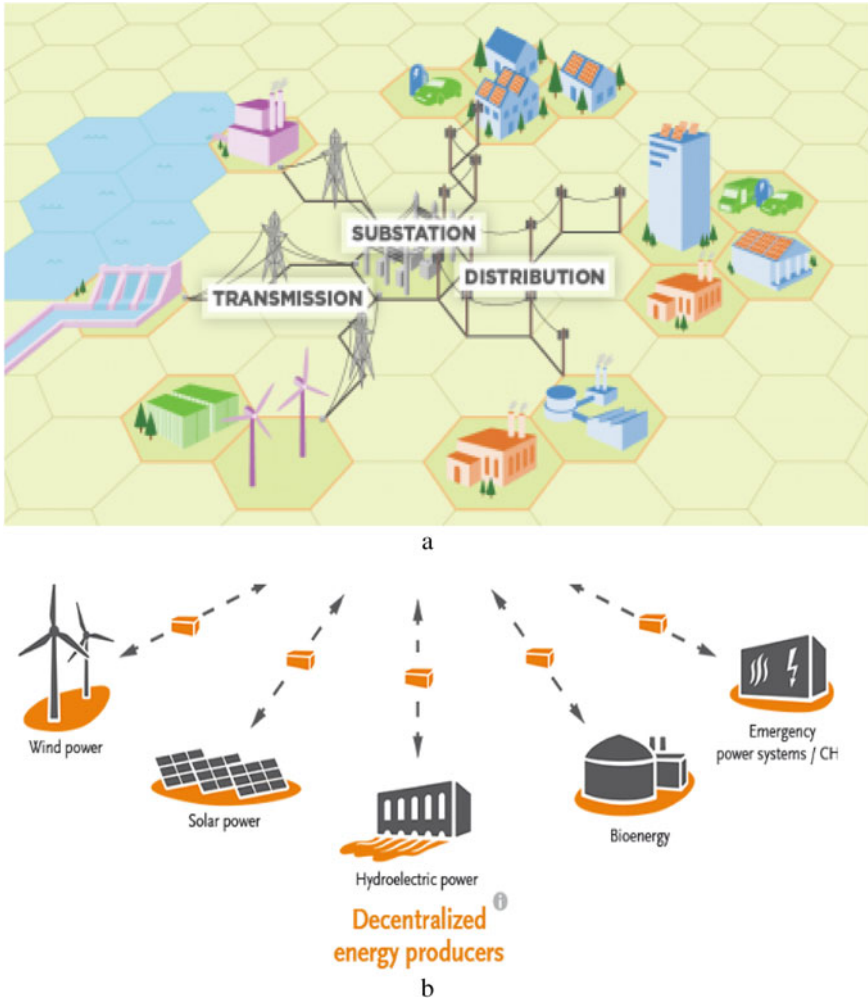 SUBSTATION
TRANSMISSION
DISTRIBUTION
a
Wind power
Solar power
Hydroelectric power
Bioenergy
Emergency
power systems / CH
i
Decentralized
energy producers
b